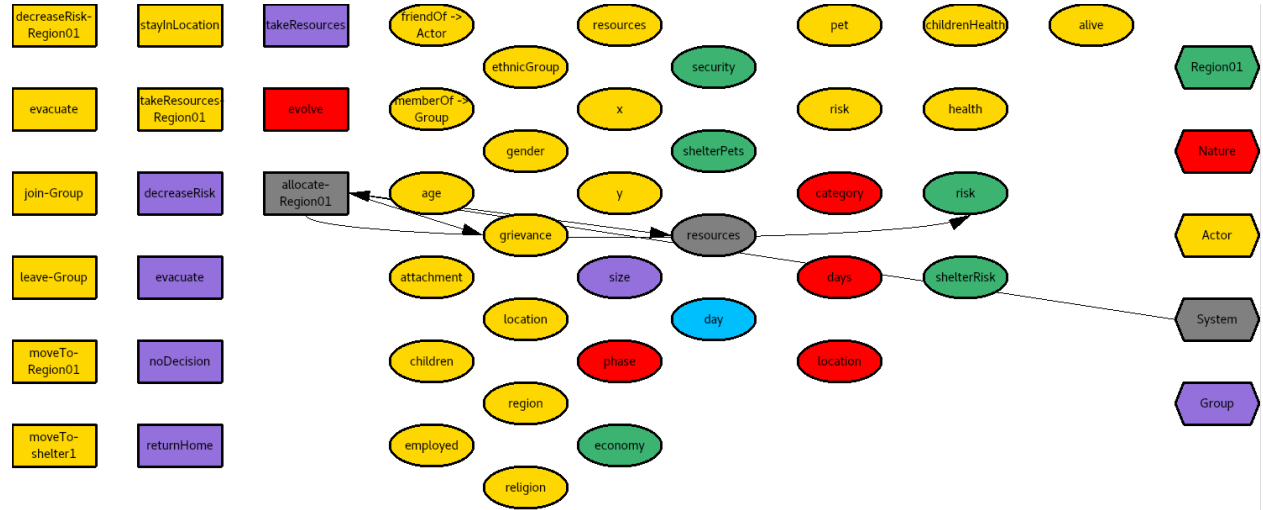 decreaseRisk-
Region01
stayInLocation
takeResources
friendOf ->
Actor
resources
pet
childrenHealth
alive
ethnicGroup
security
Region01
evacuate
takeResources-
Region01
evolve
memberOf ->
Group
x
risk
health
gender
shelterPets
Nature
join-Group
decreaseRisk
allocate-
Region01
age
y
category
risk
grievance
resources
Actor
leave-Group
evacuate
attachment
size
days
shelterRisk
location
day
System
moveTo-
Region01
noDecision
children
phase
location
region
Group
moveTo-
shelter1
returnHome
employed
economy
religion